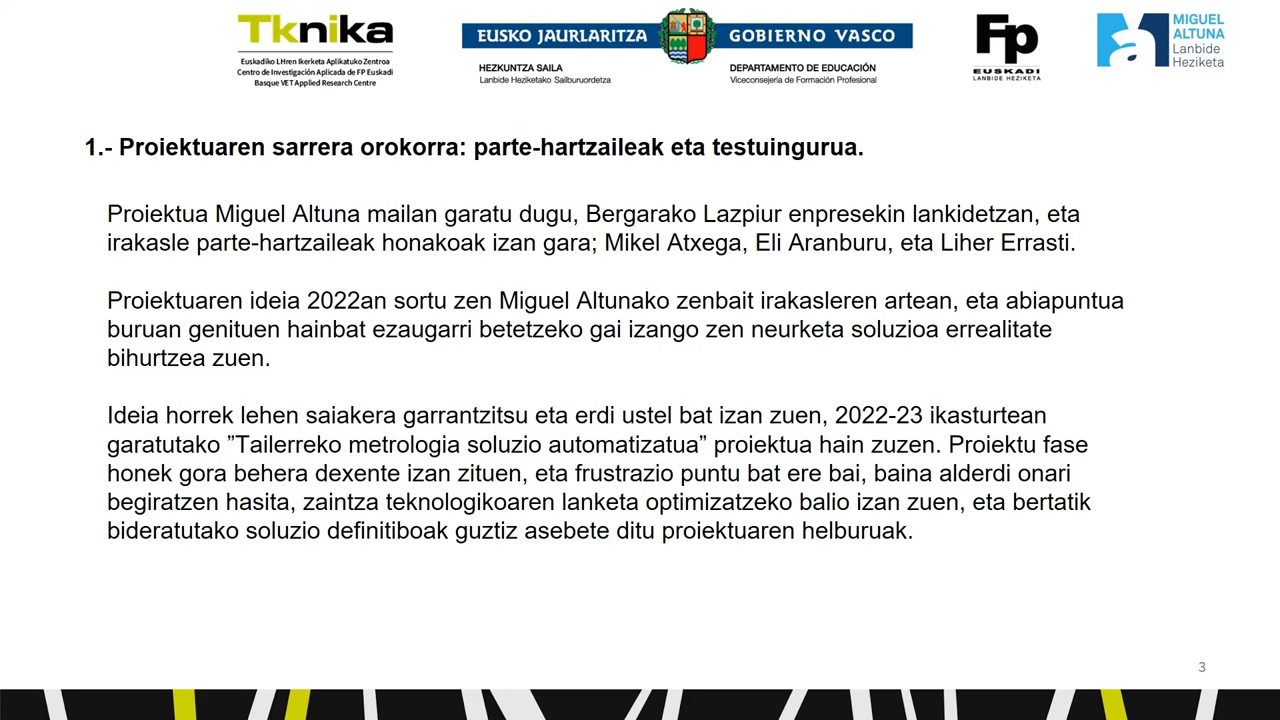 Tknika
Euskadiko LHren Ikerketa Aplikatuko Zentroa
Centro de Investigación Aplicada de FP Euskadi
Basque VET Applied Research Centre
EUSKO JAURLARITZA
GOBIERNO VASCO
HEZKUNTZA SAILA
Lanbide Heziketako Sailburuordetza
DEPARTAMENTO DE EDUCACIÓN
Viceconsejería de Formación Profesional
Fp
EUSKADI
LANBIDE HEZIKETA
Ma
MIGUEL
ALTUNA
Lanbide
Heziketa
1.- Proiektuaren sarrera orokorra: parte-hartzaileak eta testuingurua.
Proiektua Miguel Altuna mailan garatu dugu, Bergarako Lazpiur enpresekin lankidetzan, eta
irakasle parte-hartzaileak honakoak izan gara; Mikel Atxega, Eli Aranburu, eta Liher Errasti.
Proiektuaren ideia 2022an sortu zen Miguel Altunako zenbait irakasleren artean, eta abiapuntua
buruan genituen hainbat ezaugarri betetzeko gai izango zen neurketa soluzioa errealitate
bihurtzea zuen.
Ideia horrek lehen saiakera garrantzitsu eta erdi ustel bat izan zuen, 2022-23 ikasturtean
garatutako ”Tailerreko metrologia soluzio automatizatua” proiektua hain zuzen. Proiektu fase
honek gora behera dexente izan zituen, eta frustrazio puntu bat ere bai, baina alderdi onari
begiratzen hasita, zaintza teknologikoaren lanketa optimizatzeko balio izan zuen, eta bertatik
bideratutako soluzio definitiboak guztiz asebete ditu proiektuaren helburuak.
3